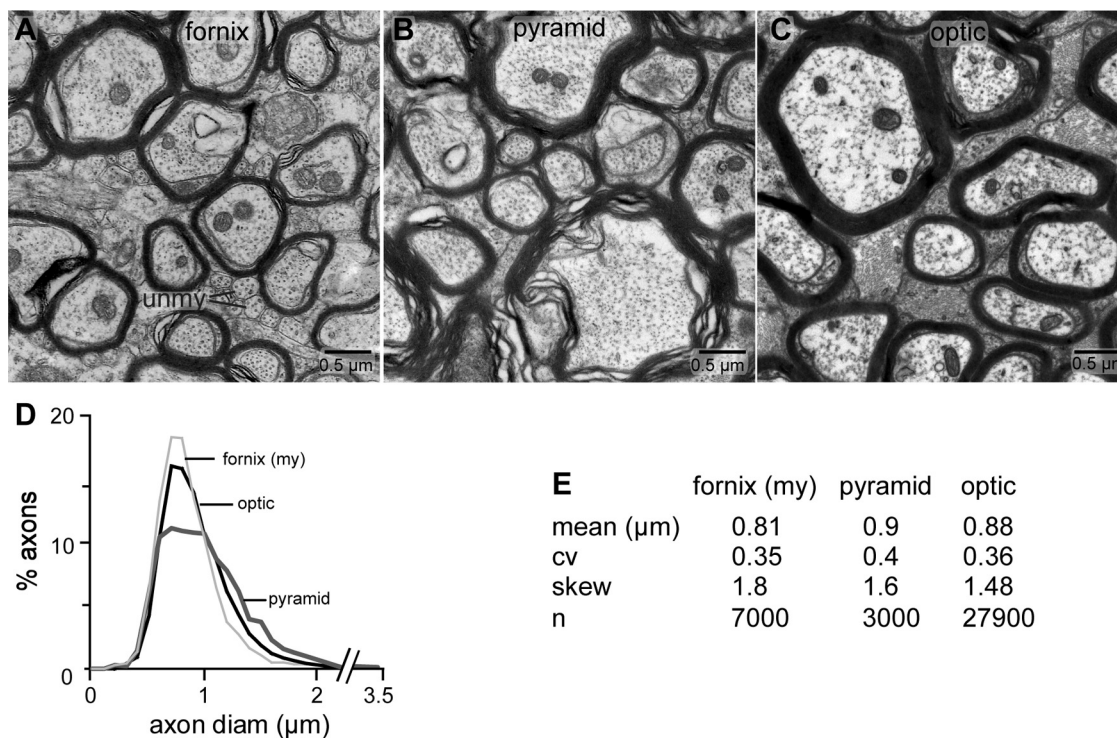 A fornix
unmy
0.5 µm
B pyramid
0.5 µm
C optic
0.5 µm
D
20
10
0
% axons
fornix (my)
optic
pyramid
0 1 2 3.5
axon diam (µm)
E fornix (my) pyramid optic
mean (µm) 0.81 0.9 0.88
cv 0.35 0.4 0.36
skew 1.8 1.6 1.48
n 7000 3000 27900